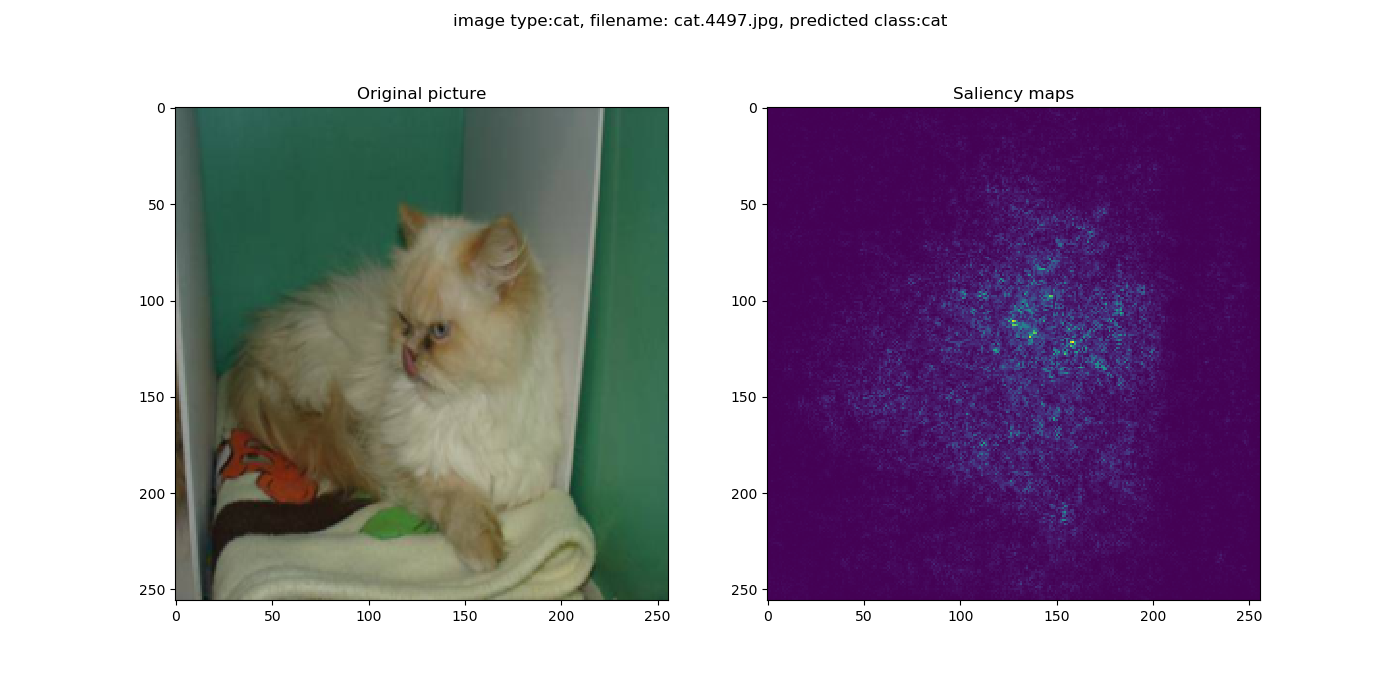 image type:cat, filename: cat.4497.jpg, predicted class:cat
Original picture
Saliency maps
0
50
100
150
200
250
0 50 100 150 200 250
0
50
100
150
200
250
0 50 100 150 200 250